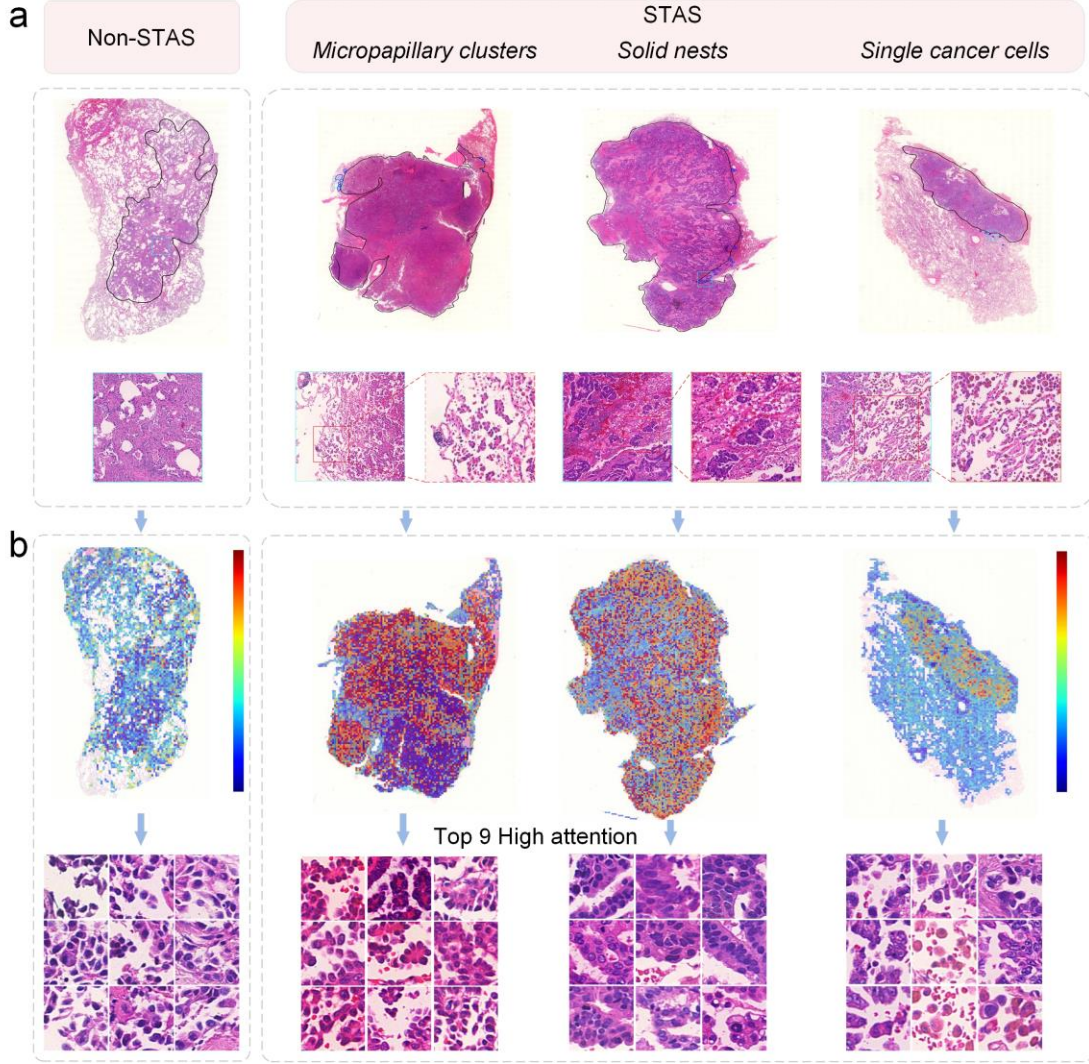 a
Non-STAS
STAS
Micropapillary clusters
Solid nests
Single cancer cells
b
Top 9 High attention